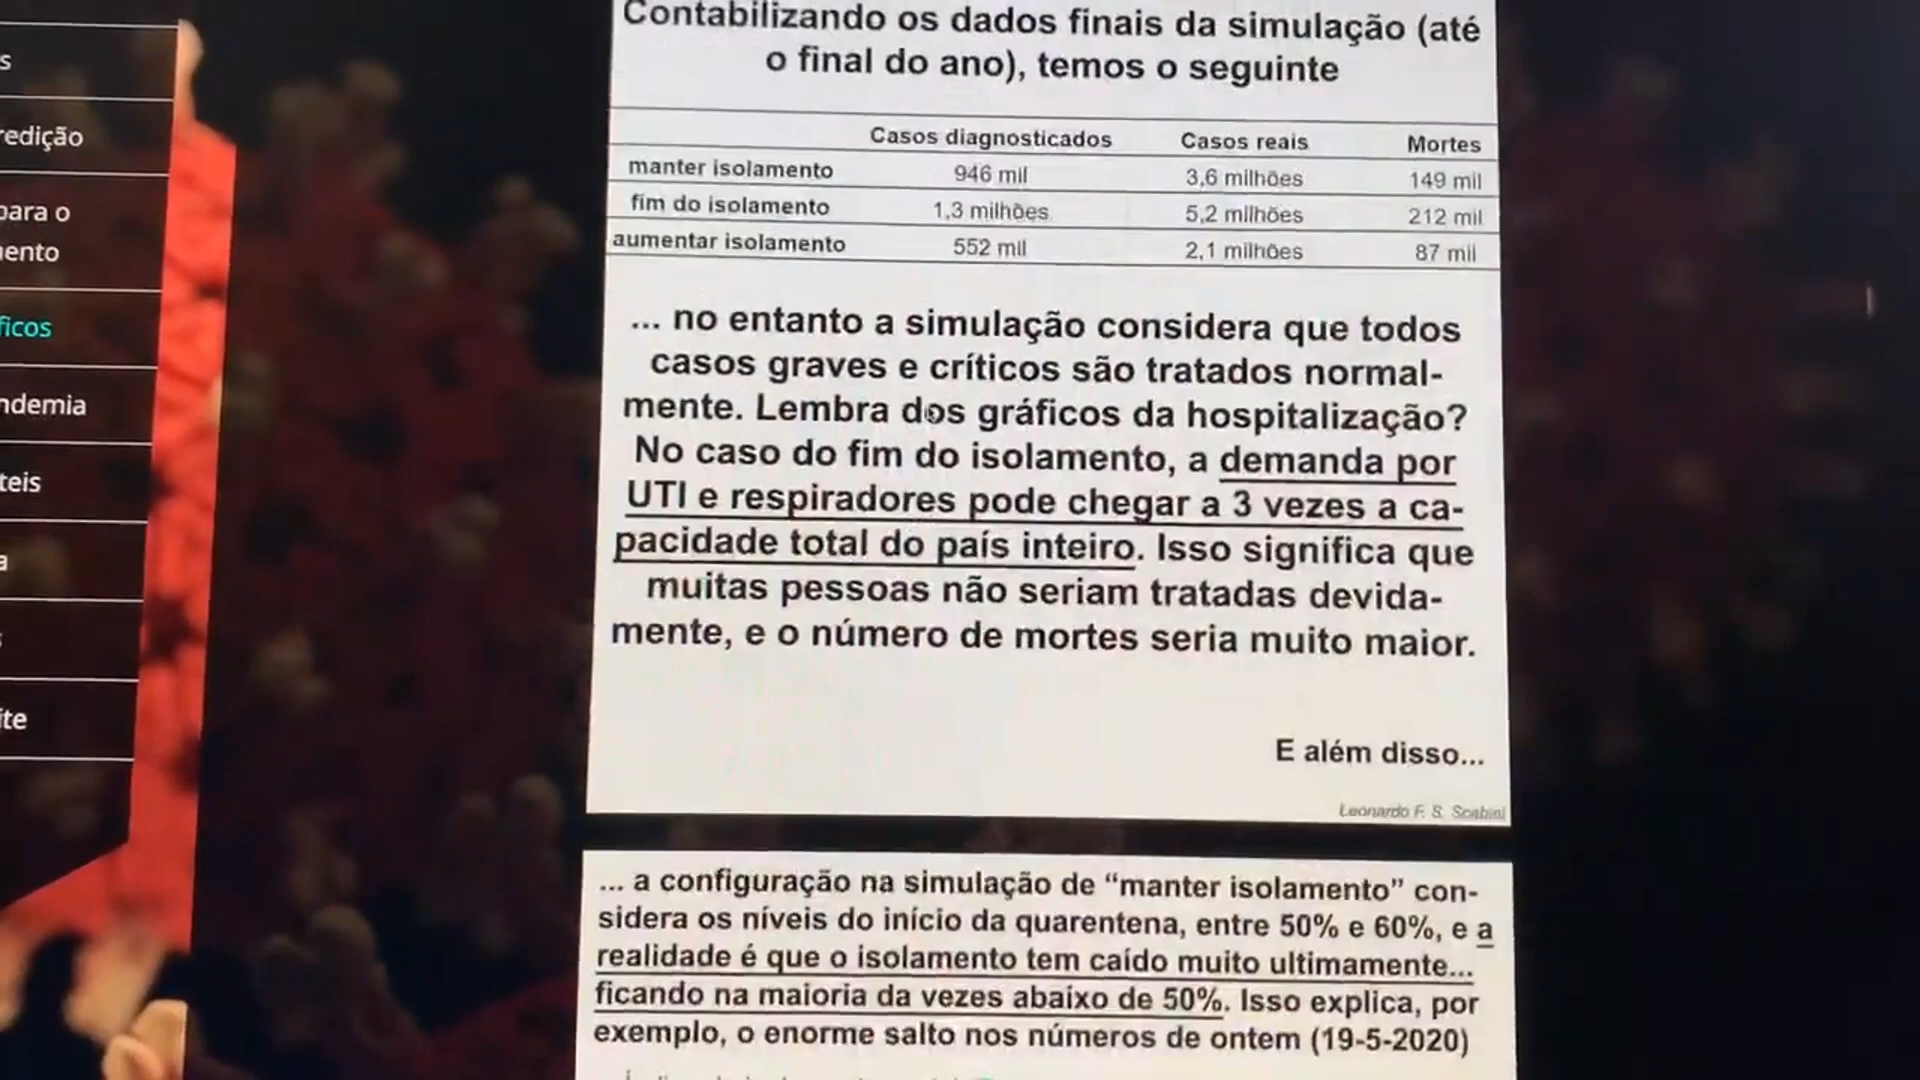 s
redição
para o
ento
ficos
ndemia
teis
a
s
ite
Contabilizando os dados finais da simulação (até
o final do ano), temos o seguinte
Casos diagnosticados Casos reais Mortes
manter isolamento 946 mil 3,6 milhões 149 mil
fim do isolamento 1,3 milhões 5,2 milhões 212 mil
aumentar isolamento 552 mil 2,1 milhões 87 mil
... no entanto a simulação considera que todos
casos graves e críticos são tratados normal-
mente. Lembra dos gráficos da hospitalização?
No caso do fim do isolamento, a demanda por
UTI e respiradores pode chegar a 3 vezes a ca-
pacidade total do país inteiro. Isso significa que
muitas pessoas não seriam tratadas devida-
mente, e o número de mortes seria muito maior.
E além disso...
Leonardo F. S. Scabini
... a configuração na simulação de “manter isolamento” con-
sidera os níveis do início da quarentena, entre 50% e 60%, e a
realidade é que o isolamento tem caído muito ultimamente...
ficando na maioria da vezes abaixo de 50%. Isso explica, por
exemplo, o enorme salto nos números de ontem (19-5-2020)